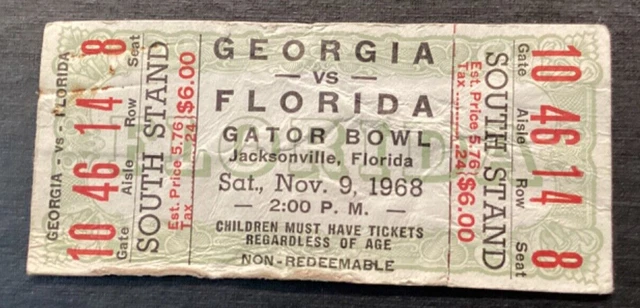 GEORGIA - VS - FLORIDA
10 46 14 8
Gate Aisle Row Seat
SOUTH STAND
Est. Price 5.76
Tax .24
$6.00
GEORGIA
— VS —
FLORIDA
GATOR BOWL
Jacksonville, Florida
Sat., Nov. 9, 1968
— 2:00 P. M. —
CHILDREN MUST HAVE TICKETS
REGARDLESS OF AGE
NON-REDEEMABLE
Est. Price 5.76
Tax .24
$6.00
SOUTH STAND
Gate Aisle Row Seat
10 46 14 8
FLORIDA